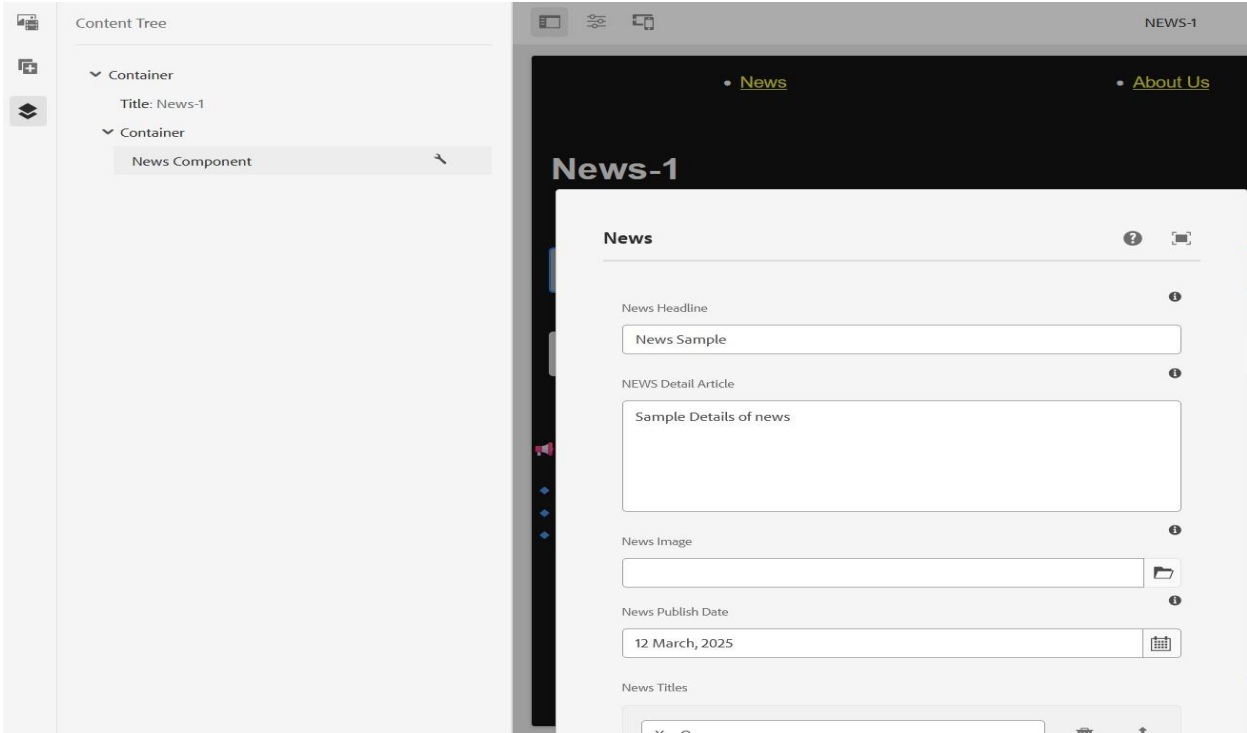 Content Tree
NEWS-1
Container
Title: News-1
Container
News Component
• News
• About Us
News-1
News
News Headline
News Sample
NEWS Detail Article
Sample Details of news
News Image
News Publish Date
12 March, 2025
News Titles